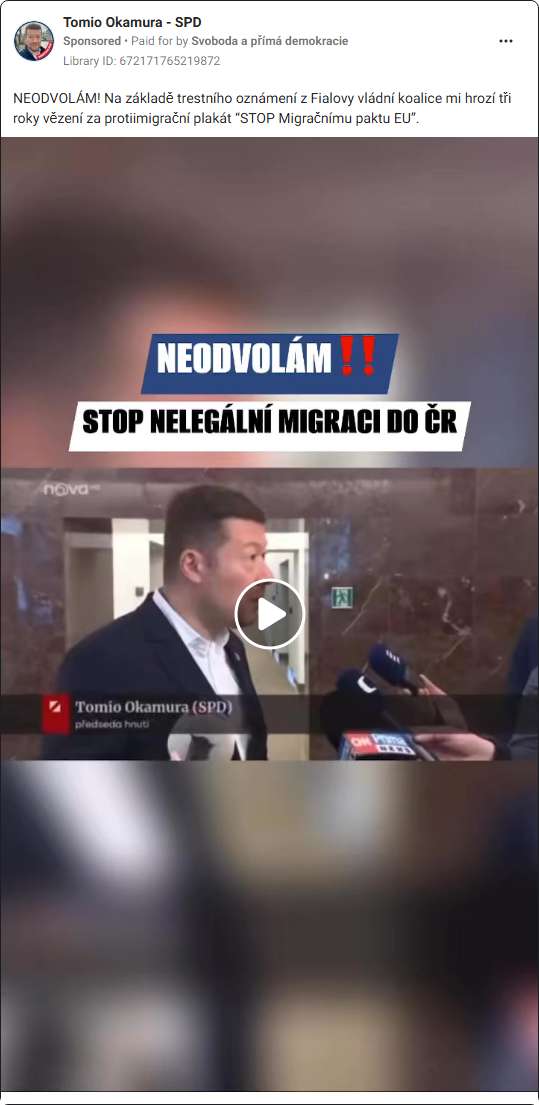 Tomio Okamura - SPD
Sponsored • Paid for by Svoboda a přímá demokracie
Library ID: 672171765219872
NEODVOLÁM! Na základě trestního oznámení z Fialovy vládní koalice mi hrozí tři
roky vězení za protiimigrační plakát “STOP Migračnímu paktu EU”.
NEODVOLÁM‼️
STOP NELEGÁLNÍ MIGRACI DO ČR
nova
Tomio Okamura (SPD)
předseda hnutí
CNN Prima
NEWS